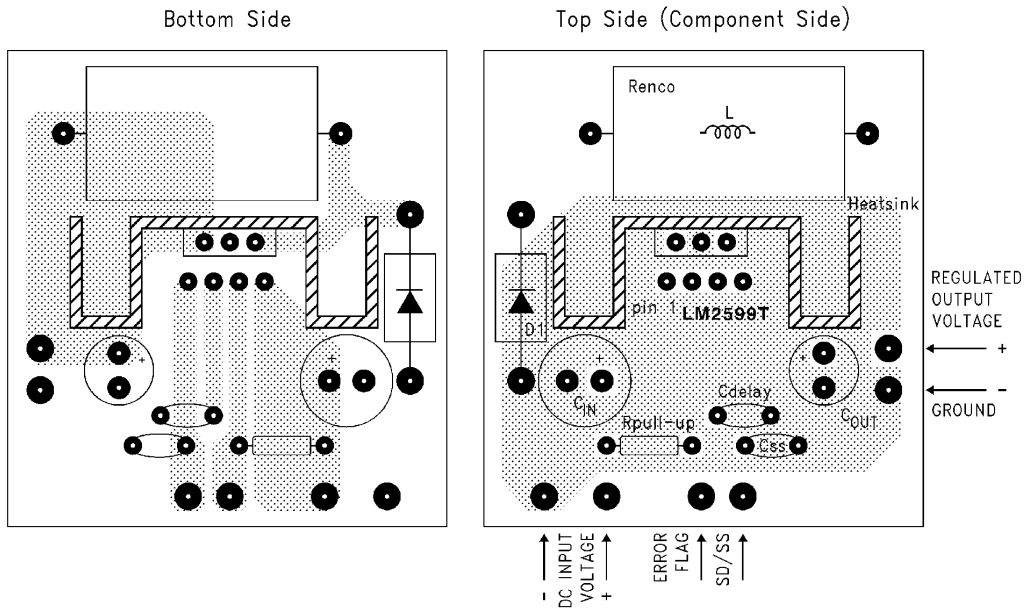 Bottom Side
Top Side (Component Side)
Renco
L
Heatsink
pin 1
LM2599T
D1
+
+
+
+
CIN
COUT
Cdelay
Rpull-up
Css
REGULATED
OUTPUT
VOLTAGE
+
-
GROUND
-
DC INPUT
VOLTAGE
+
ERROR
FLAG
SD/SS